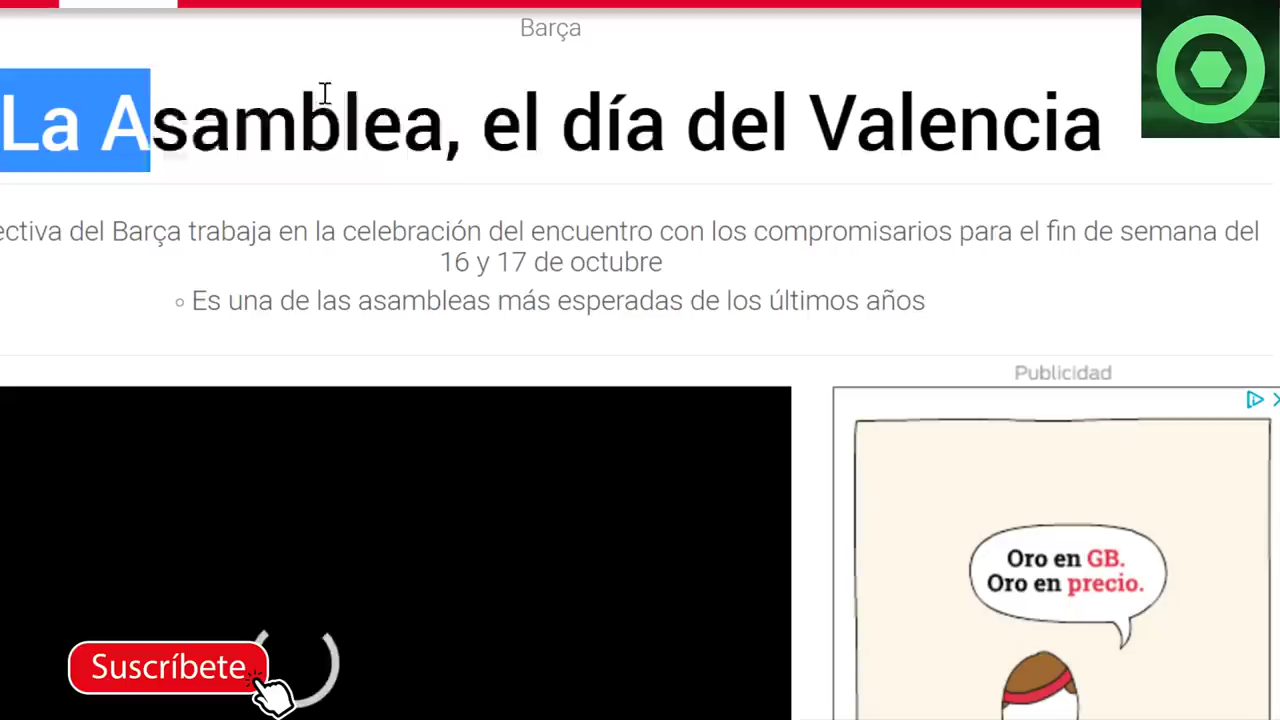 Barça
La Asamblea, el día del Valencia
ectiva del Barça trabaja en la celebración del encuentro con los compromisarios para el fin de semana del
16 y 17 de octubre
Es una de las asambleas más esperadas de los últimos años
Publicidad
Oro en GB.
Oro en precio.
Suscríbete